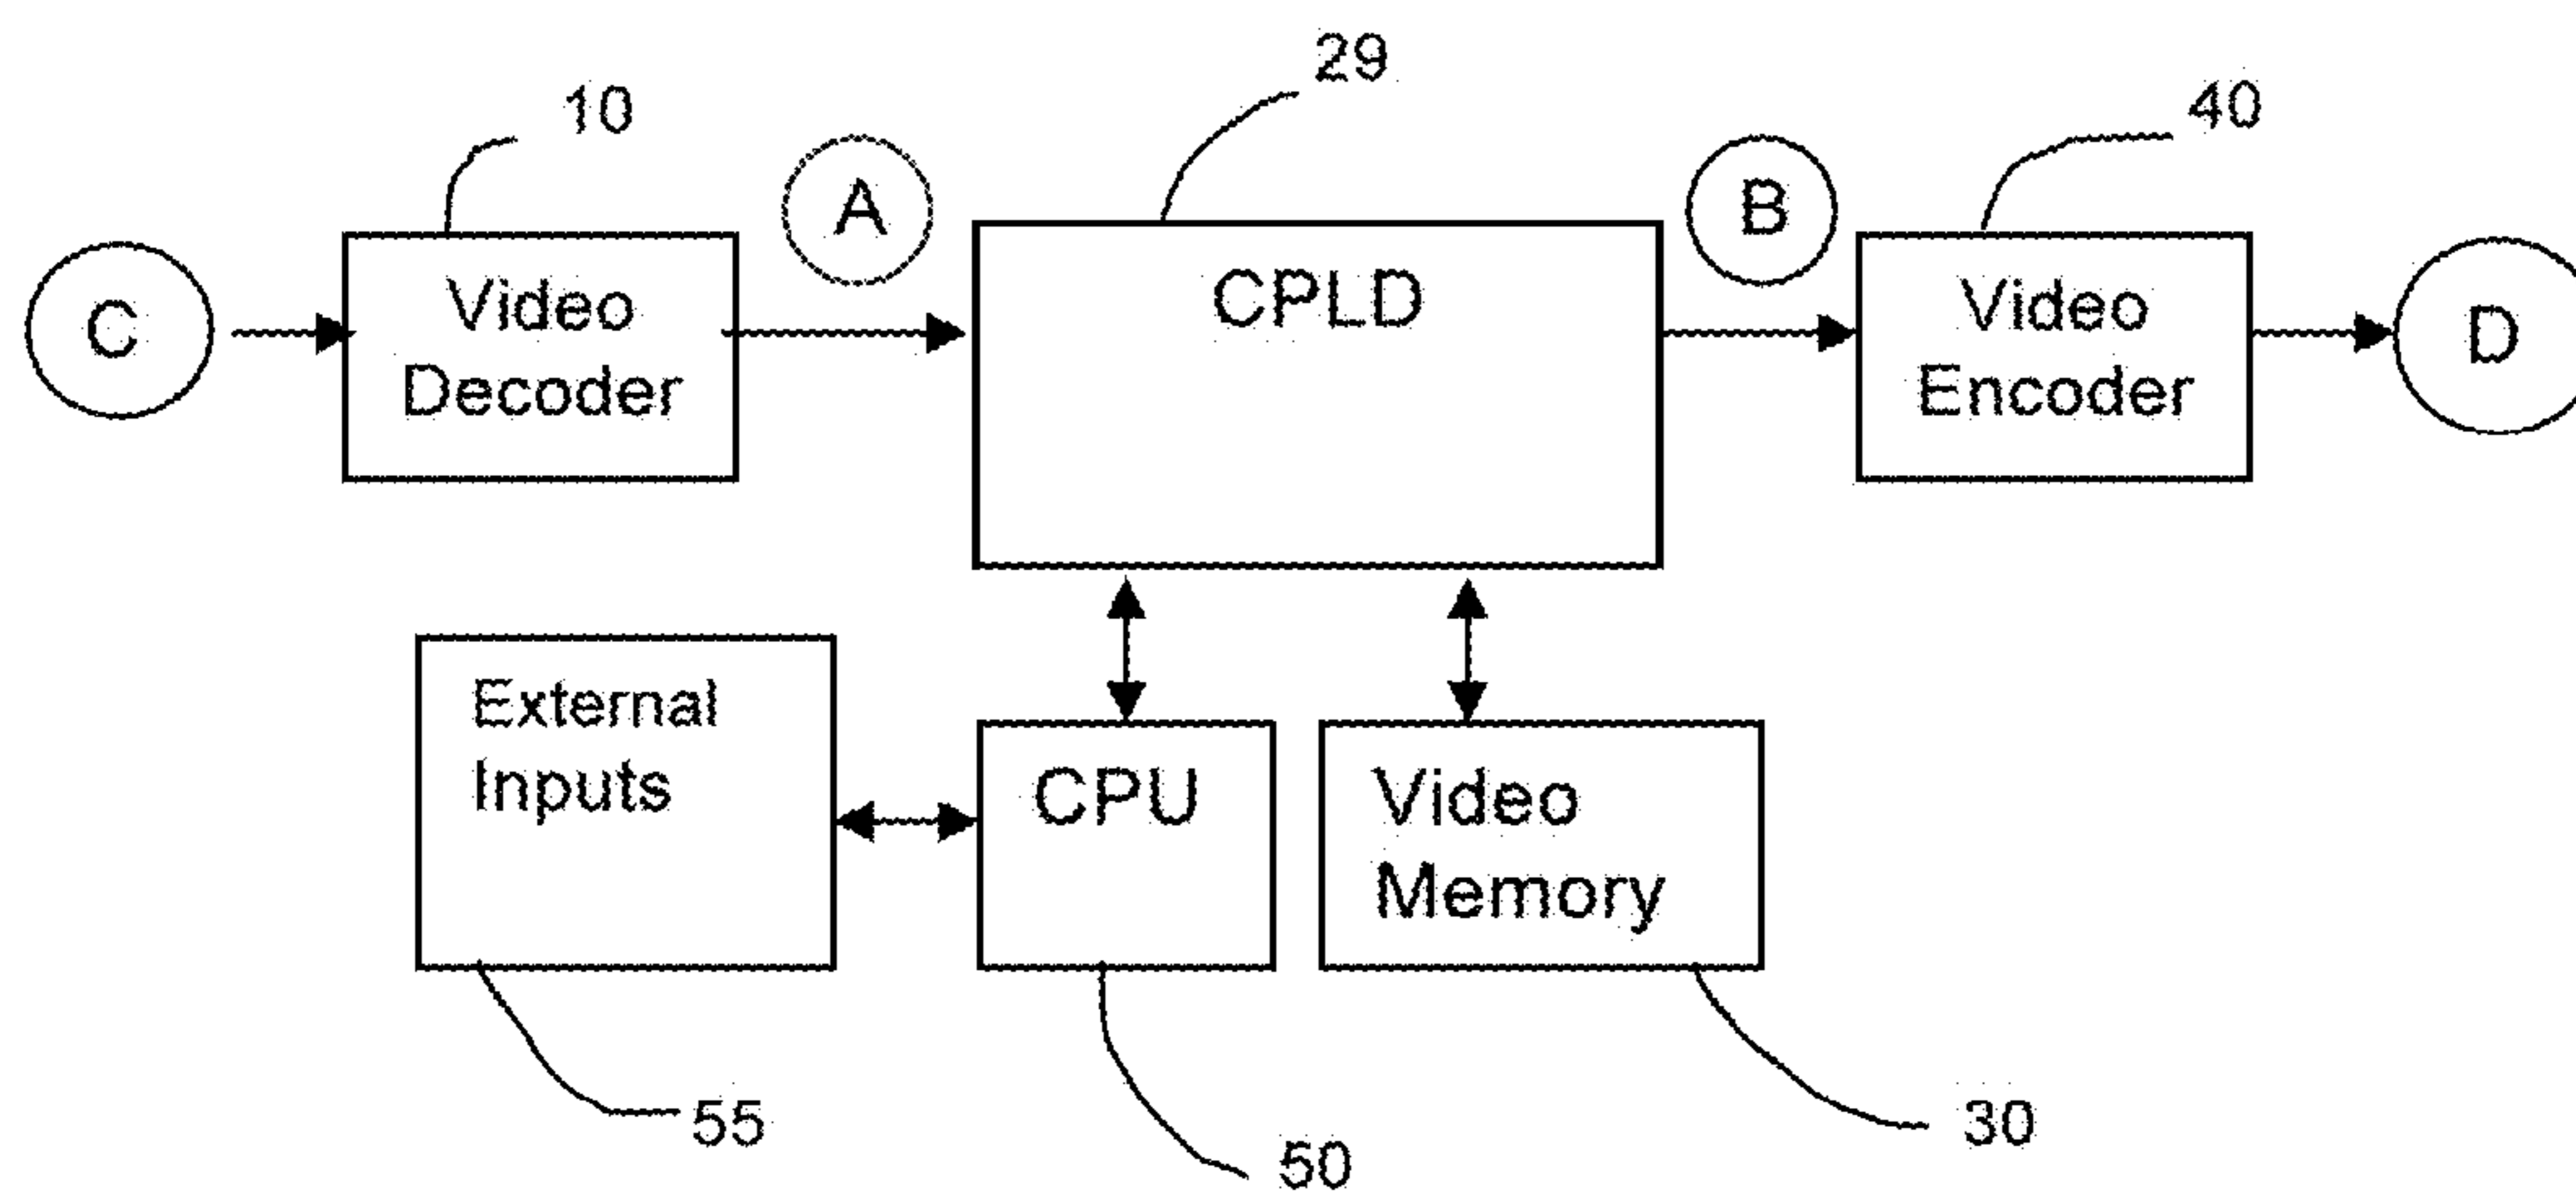 29
10
40
A
B
C
Video
Decoder
CPLD
Video
Encoder
D
External
Inputs
CPU
Video
Memory
55
50
30